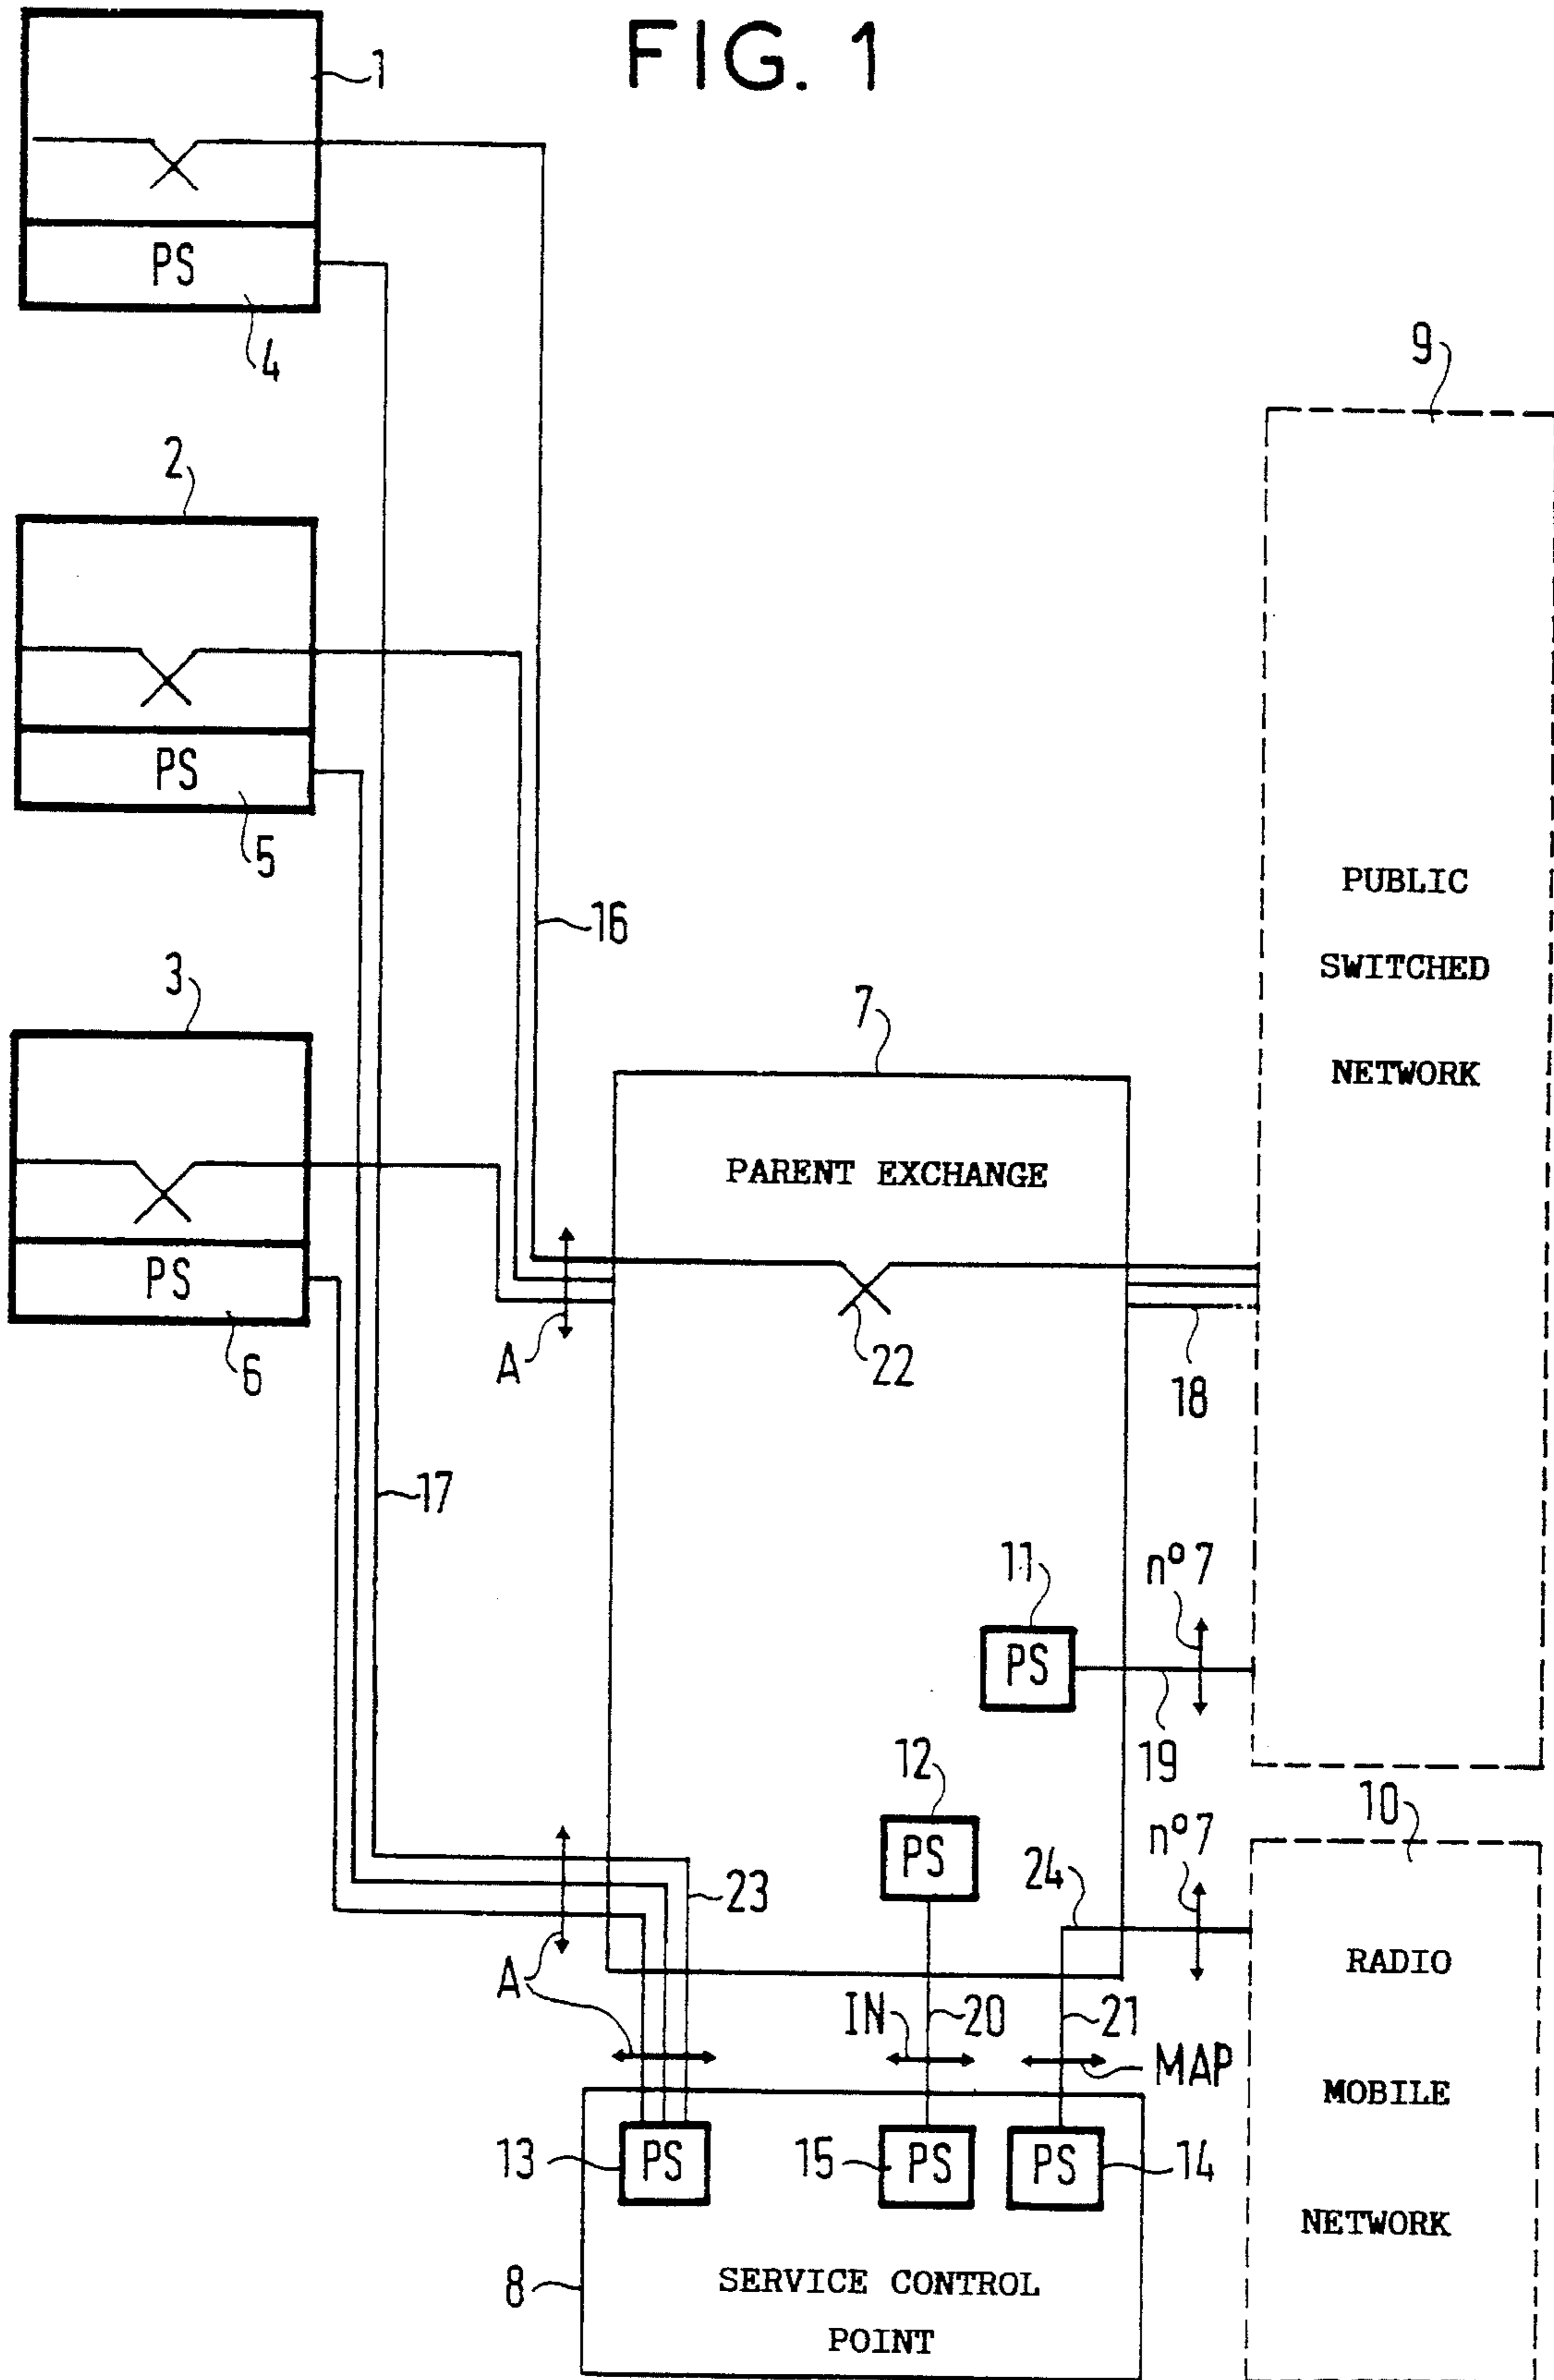 FIG. 1
1
PS
4
2
PS
5
16
3
PS
6
9
PUBLIC
SWITCHED
NETWORK
7
PARENT EXCHANGE
A
22
18
17
11
PS
nº7
19
12
PS
10
nº7
24
23
A
IN
20
21
MAP
RADIO
MOBILE
NETWORK
13
PS
15
PS
PS
14
8
SERVICE CONTROL
POINT